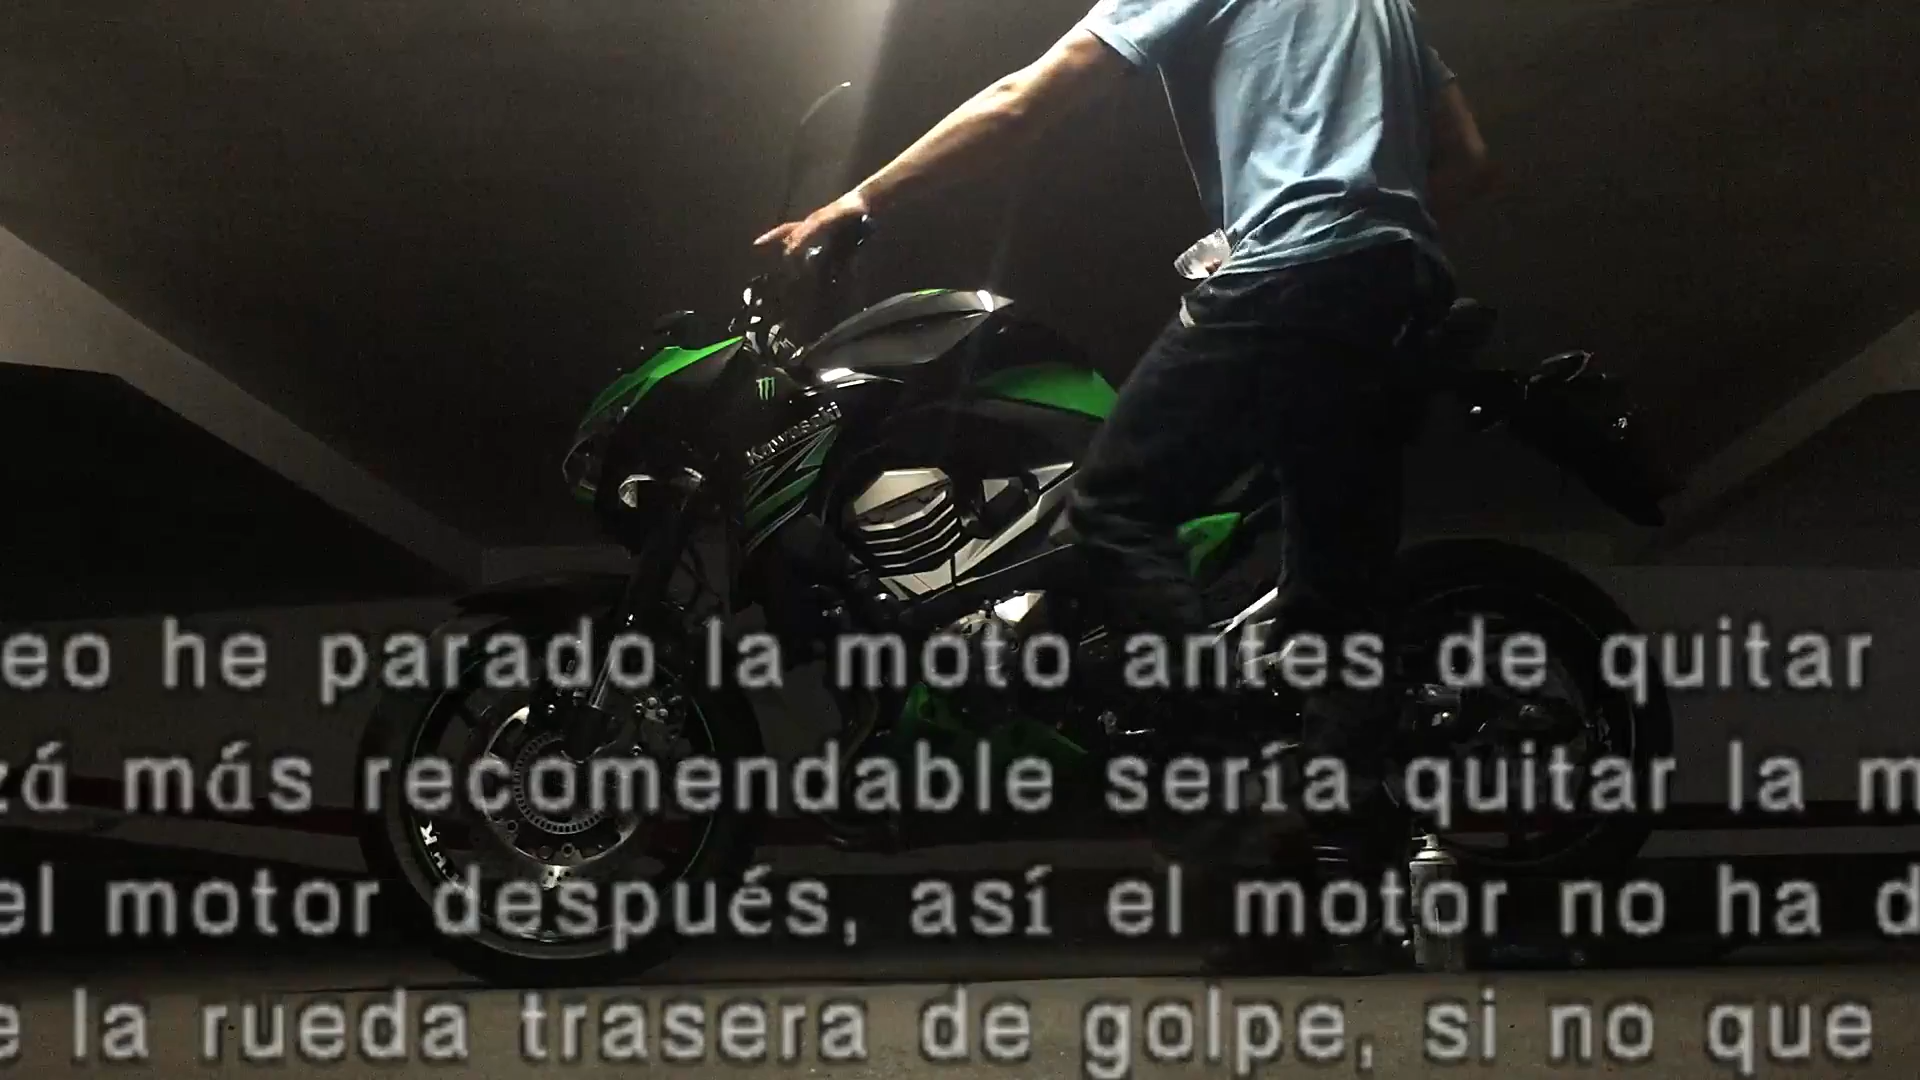 Kawasaki
eo he parado la moto antes de quitar
zá más recomendable sería quitar la m
el motor después, así el motor no ha d
e la rueda trasera de golpe, si no que